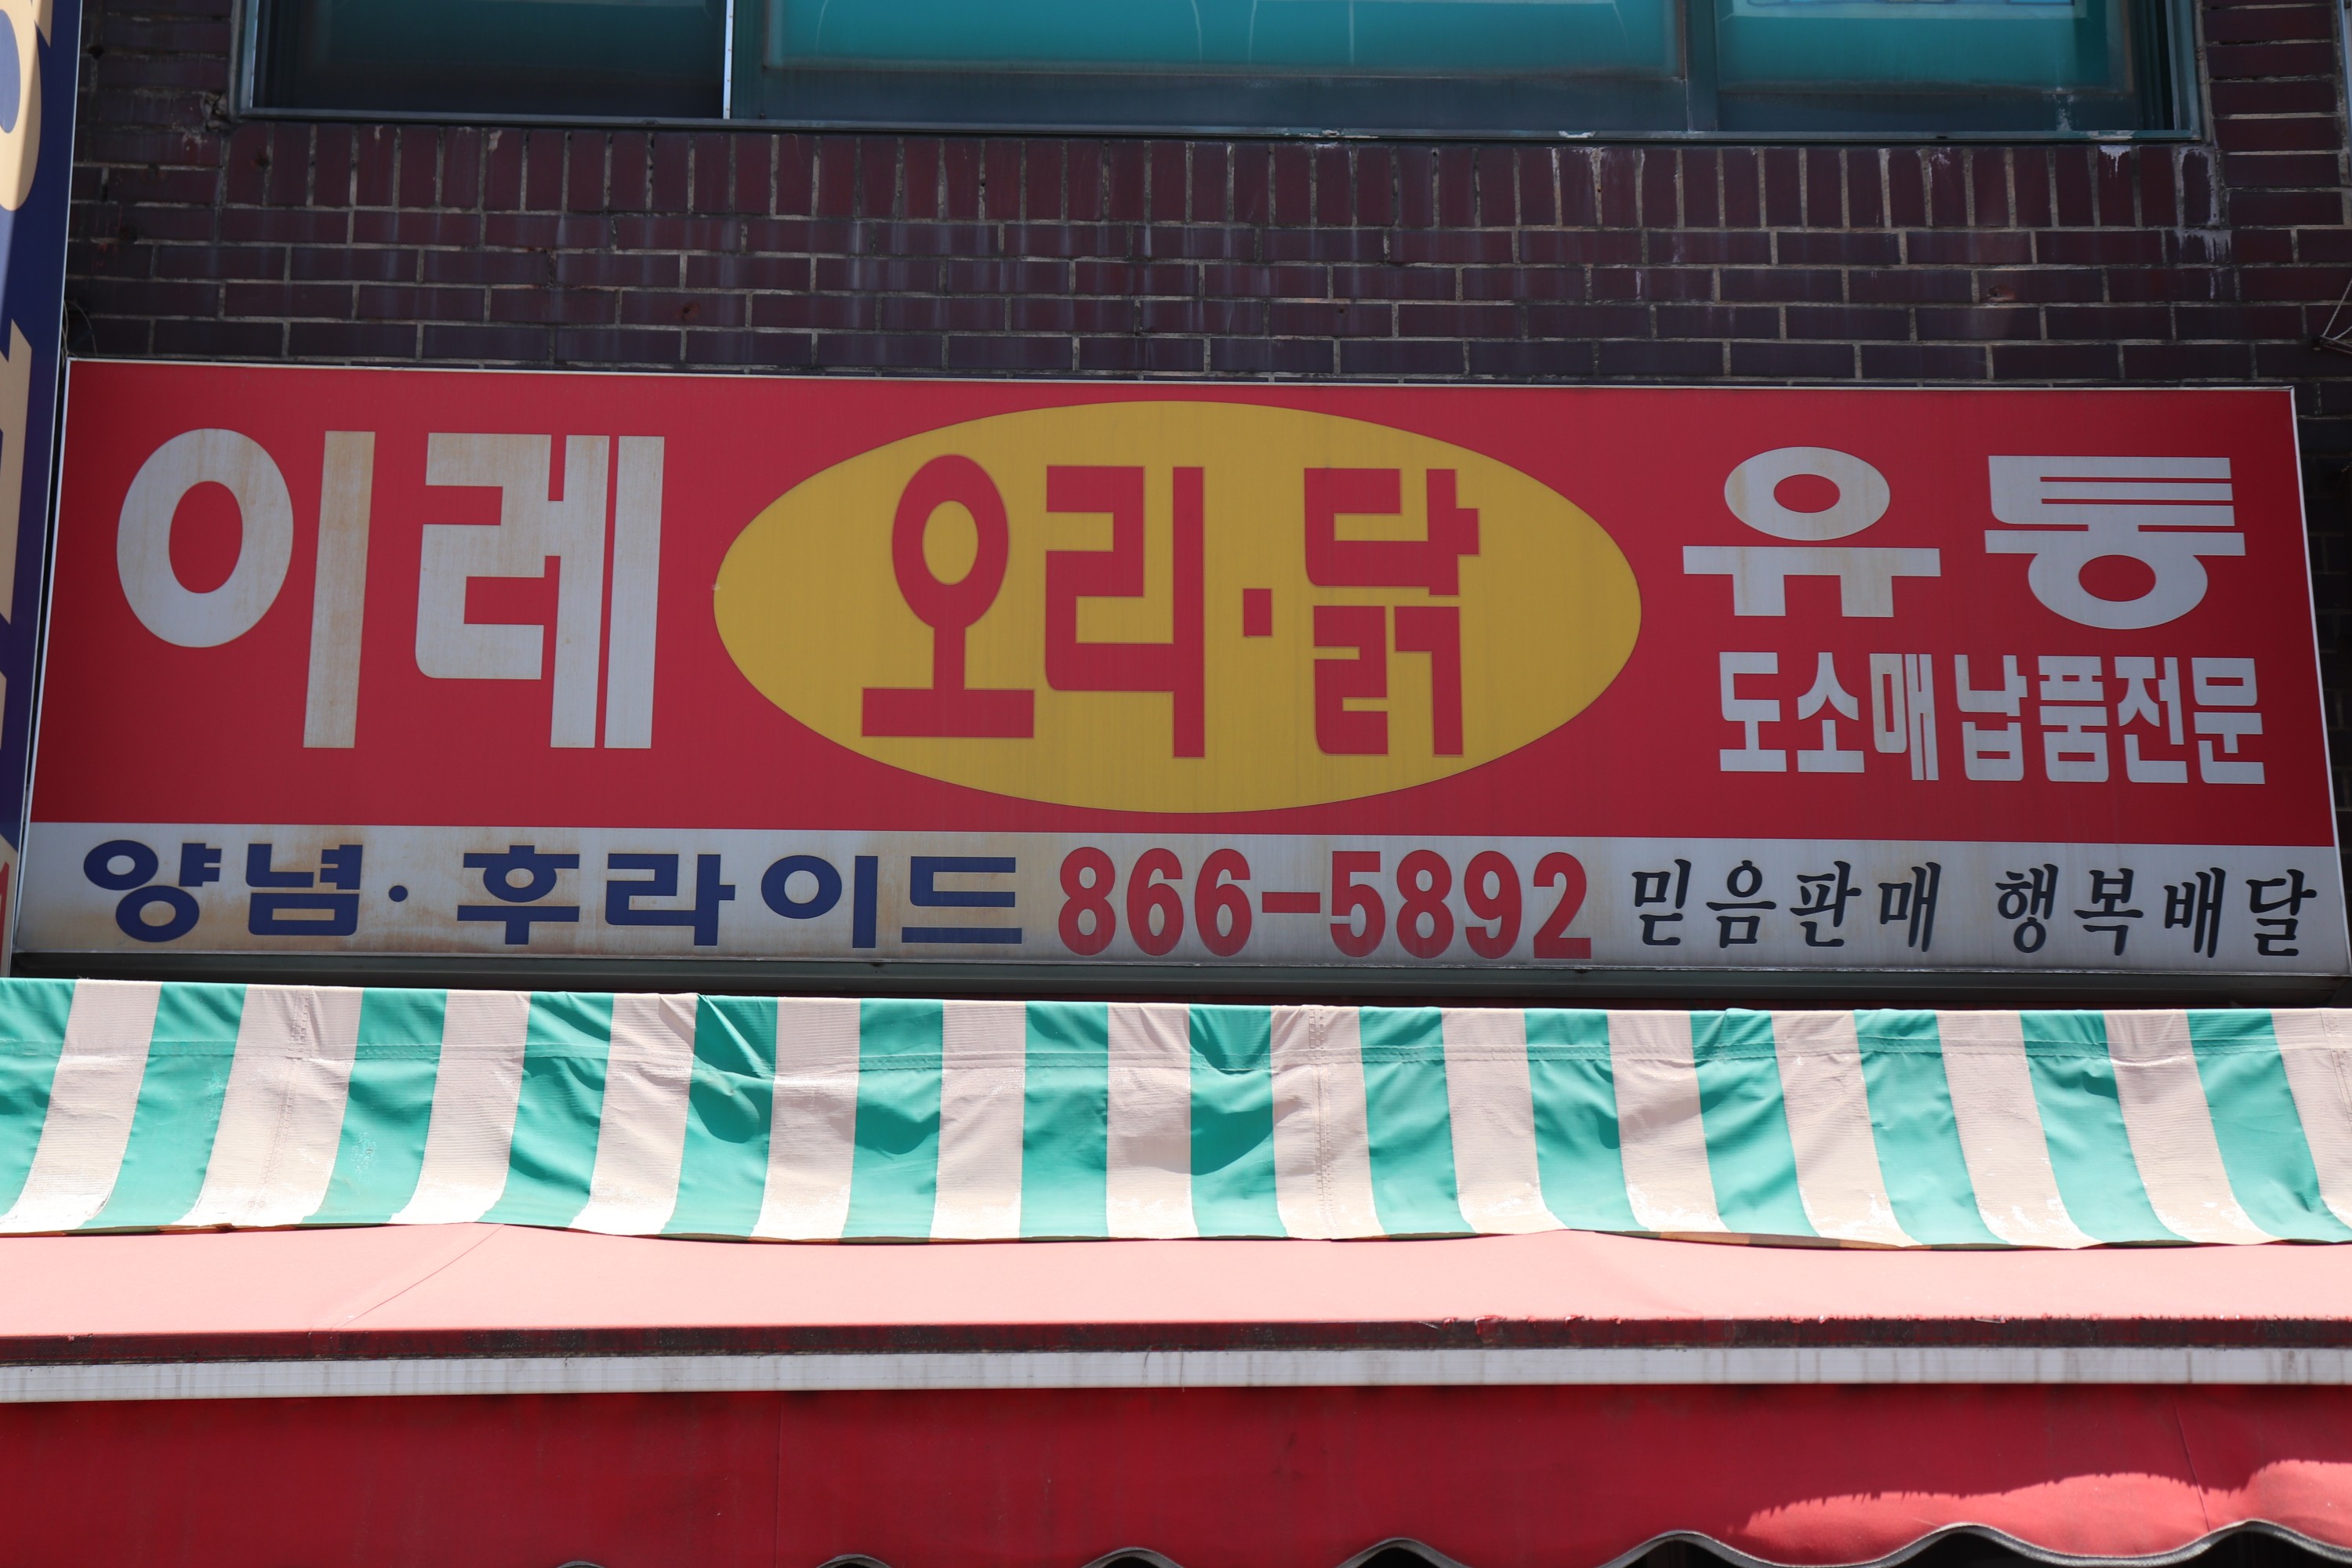 이레 오리·닭 유통
도소매 납품전문
양념·후라이드 866-5892 믿음판매 행복배달